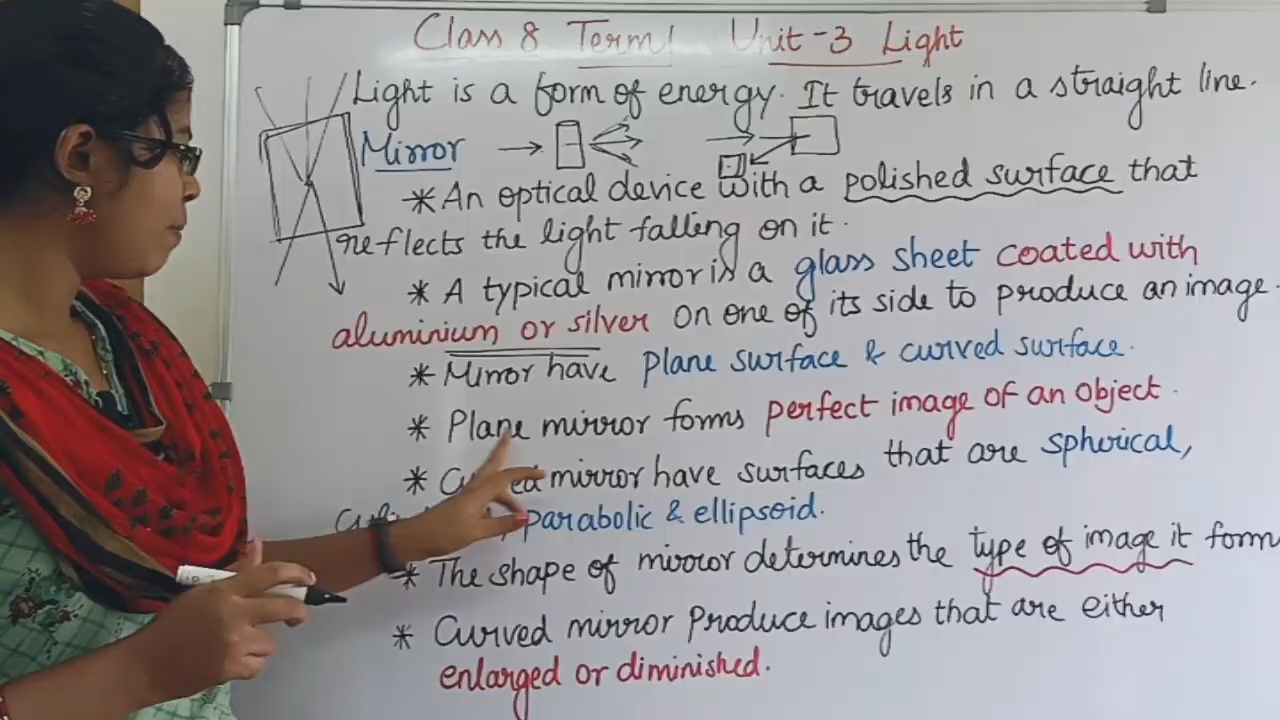 Class 8 Term 1 Unit-3 Light
Light is a form of energy. It travels in a straight line.
Mirror
* An optical device with a polished surface that
reflects the light falling on it.
* A typical mirror is a glass sheet coated with
aluminium or silver on one of its side to produce an image.
* Mirror have plane surface & curved surface.
* Plane mirror forms perfect image of an object.
* mirror have surfaces that are spherical,
parabolic & ellipsoid.
* The shape of mirror determines the type of image it form
* Curved mirror produce images that are either
enlarged or diminished.